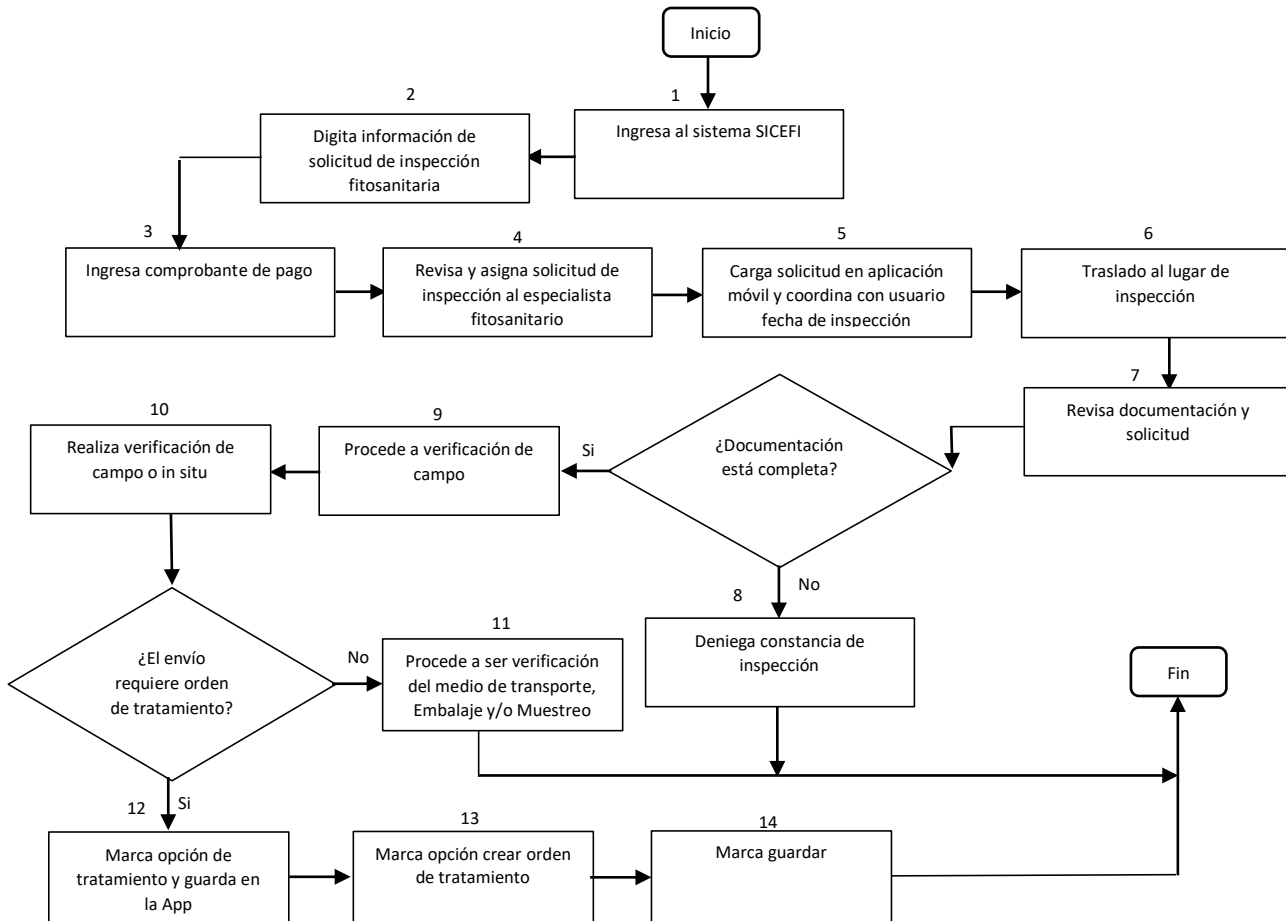 Inicio
1
Ingresa al sistema SICEFI
2
Digita información de
solicitud de inspección
fitosanitaria
3
Ingresa comprobante de pago
4
Revisa y asigna solicitud de
inspección al especialista
fitosanitario
5
Carga solicitud en aplicación
móvil y coordina con usuario
fecha de inspección
6
Traslado al lugar de
inspección
7
Revisa documentación y
solicitud
¿Documentación
está completa?
Si
No
8
Deniega constancia de
inspección
9
Procede a verificación de
campo
10
Realiza verificación de
campo o in situ
¿El envío
requiere orden
de tratamiento?
No
11
Procede a ser verificación
del medio de transporte,
Embalaje y/o Muestreo
Si
12
Marca opción de
tratamiento y guarda en
la App
13
Marca opción crear orden
de tratamiento
14
Marca guardar
Fin